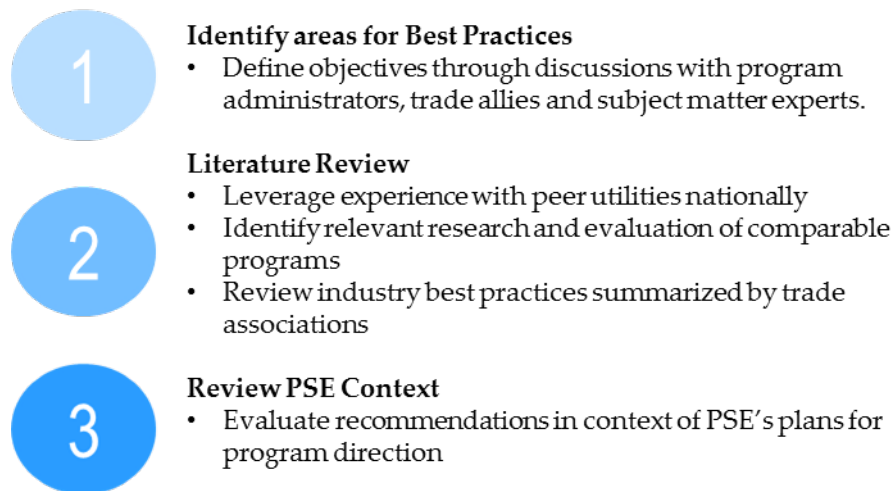 1
Identify areas for Best Practices
• Define objectives through discussions with program
administrators, trade allies and subject matter experts.
2
Literature Review
• Leverage experience with peer utilities nationally
• Identify relevant research and evaluation of comparable
programs
• Review industry best practices summarized by trade
associations
3
Review PSE Context
• Evaluate recommendations in context of PSE’s plans for
program direction